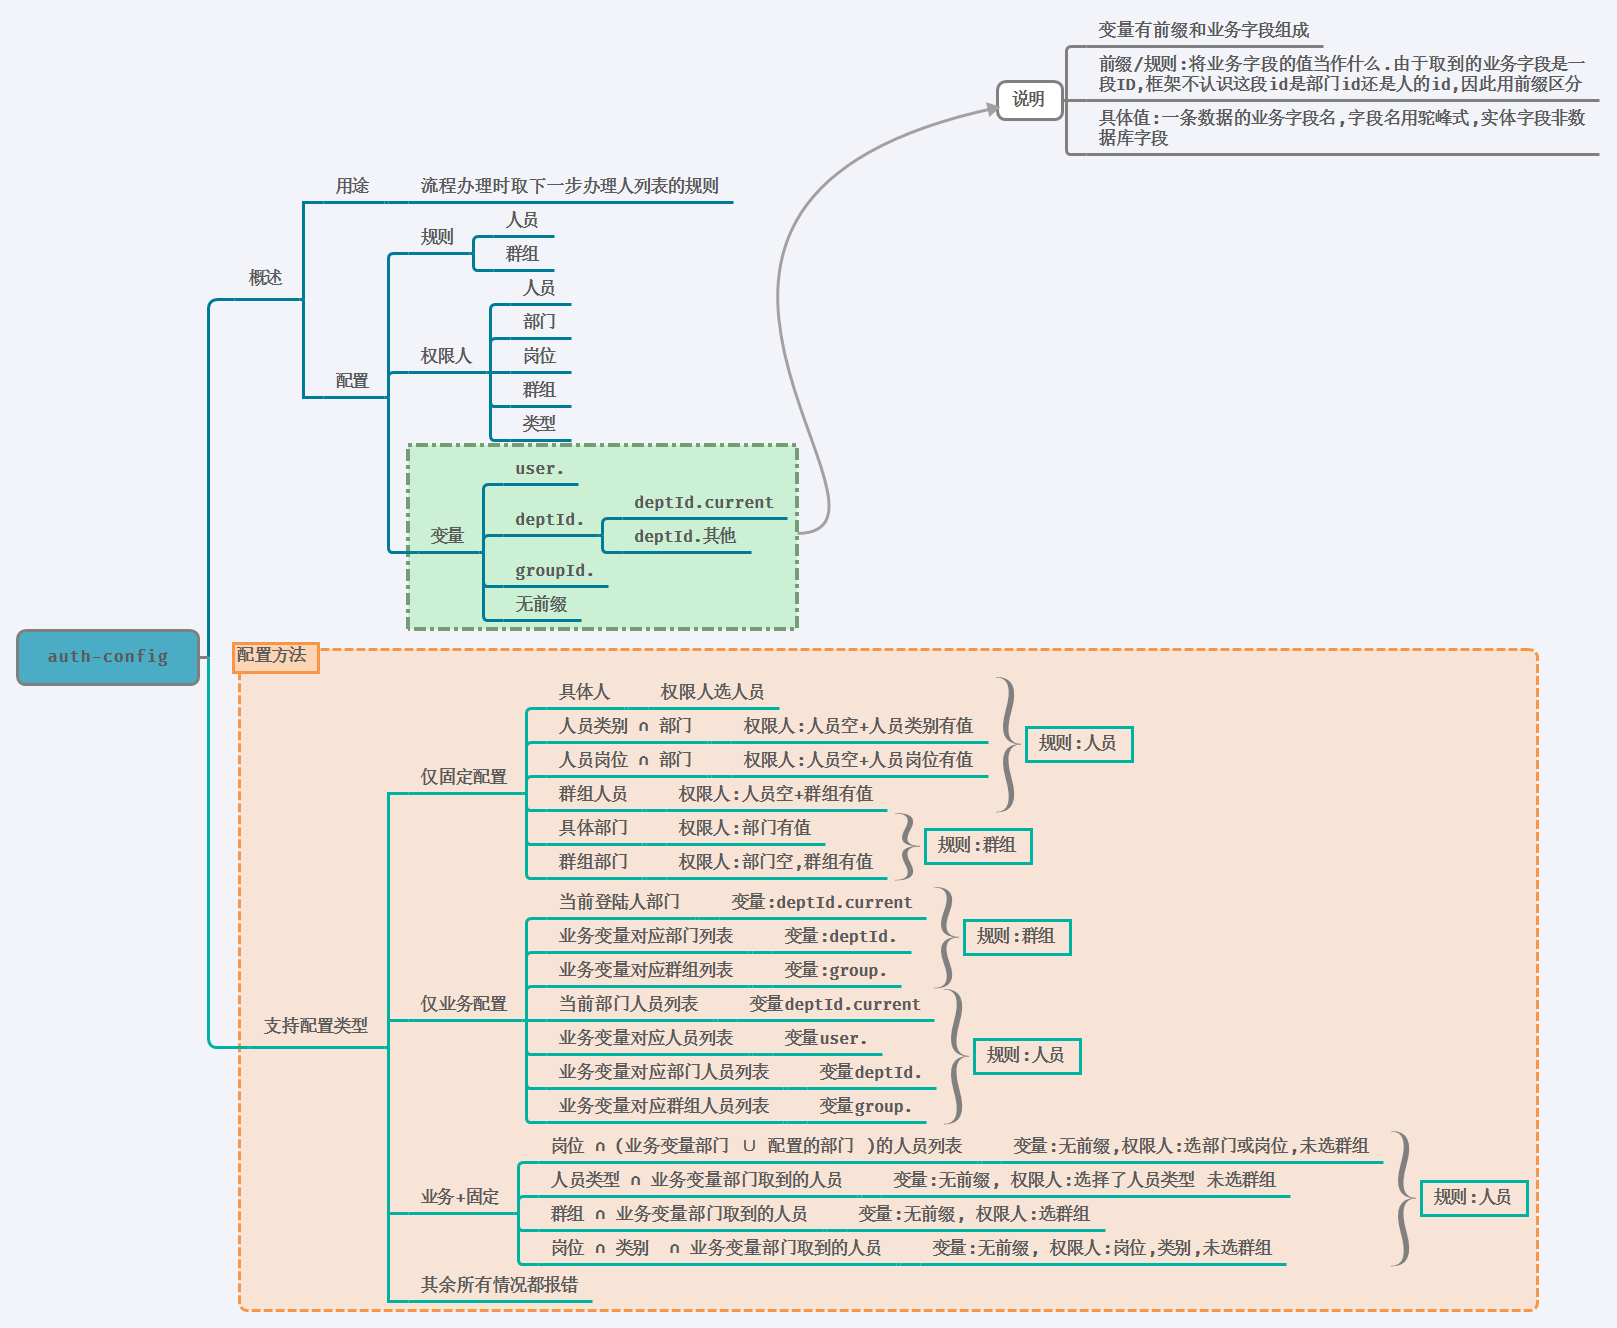 变量有前缀和业务字段组成
前缀/规则:将业务字段的值当作什么.由于取到的业务字段是一
段ID,框架不认识这段id是部门id还是人的id,因此用前缀区分
说明
具体值:一条数据的业务字段名,字段名用驼峰式,实体字段非数
据库字段
用途
流程办理时取下一步办理人列表的规则
人员
规则
群组
概述
人员
部门
权限人
岗位
配置
群组
类型
user.
deptId.current
deptId.
变量
deptId.其他
groupId.
无前缀
auth-config
配置方法
具体人
权限人选人员
人员类别 ∩ 部门
权限人:人员空+人员类别有值
规则:人员
人员岗位 ∩ 部门
权限人:人员空+人员岗位有值
仅固定配置
群组人员
权限人:人员空+群组有值
具体部门
权限人:部门有值
规则:群组
群组部门
权限人:部门空,群组有值
当前登陆人部门
变量:deptId.current
业务变量对应部门列表
变量:deptId.
规则:群组
业务变量对应群组列表
变量:group.
仅业务配置
当前部门人员列表
变量deptId.current
支持配置类型
业务变量对应人员列表
变量user.
规则:人员
业务变量对应部门人员列表
变量deptId.
业务变量对应群组人员列表
变量group.
岗位 ∩ (业务变量部门 ∪ 配置的部门 )的人员列表
变量:无前缀,权限人:选部门或岗位,未选群组
人员类型 ∩ 业务变量部门取到的人员
变量:无前缀, 权限人:选择了人员类型 未选群组
业务+固定
规则:人员
群组 ∩ 业务变量部门取到的人员
变量:无前缀, 权限人:选群组
岗位 ∩ 类别 ∩ 业务变量部门取到的人员
变量:无前缀, 权限人:岗位,类别,未选群组
其余所有情况都报错